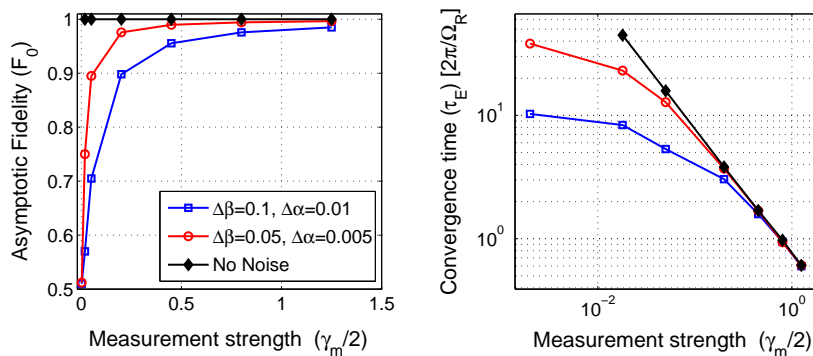 Asymptotic Fidelity (F₀)
1
0.9
0.8
0.7
0.6
0.5
0
0.5
1
1.5
Measurement strength (γₘ/2)
Δβ=0.1, Δα=0.01
Δβ=0.05, Δα=0.005
No Noise
Convergence time (τ_E) [2π/Ω_R]
10¹
10⁰
10⁻²
10⁰
Measurement strength (γₘ/2)